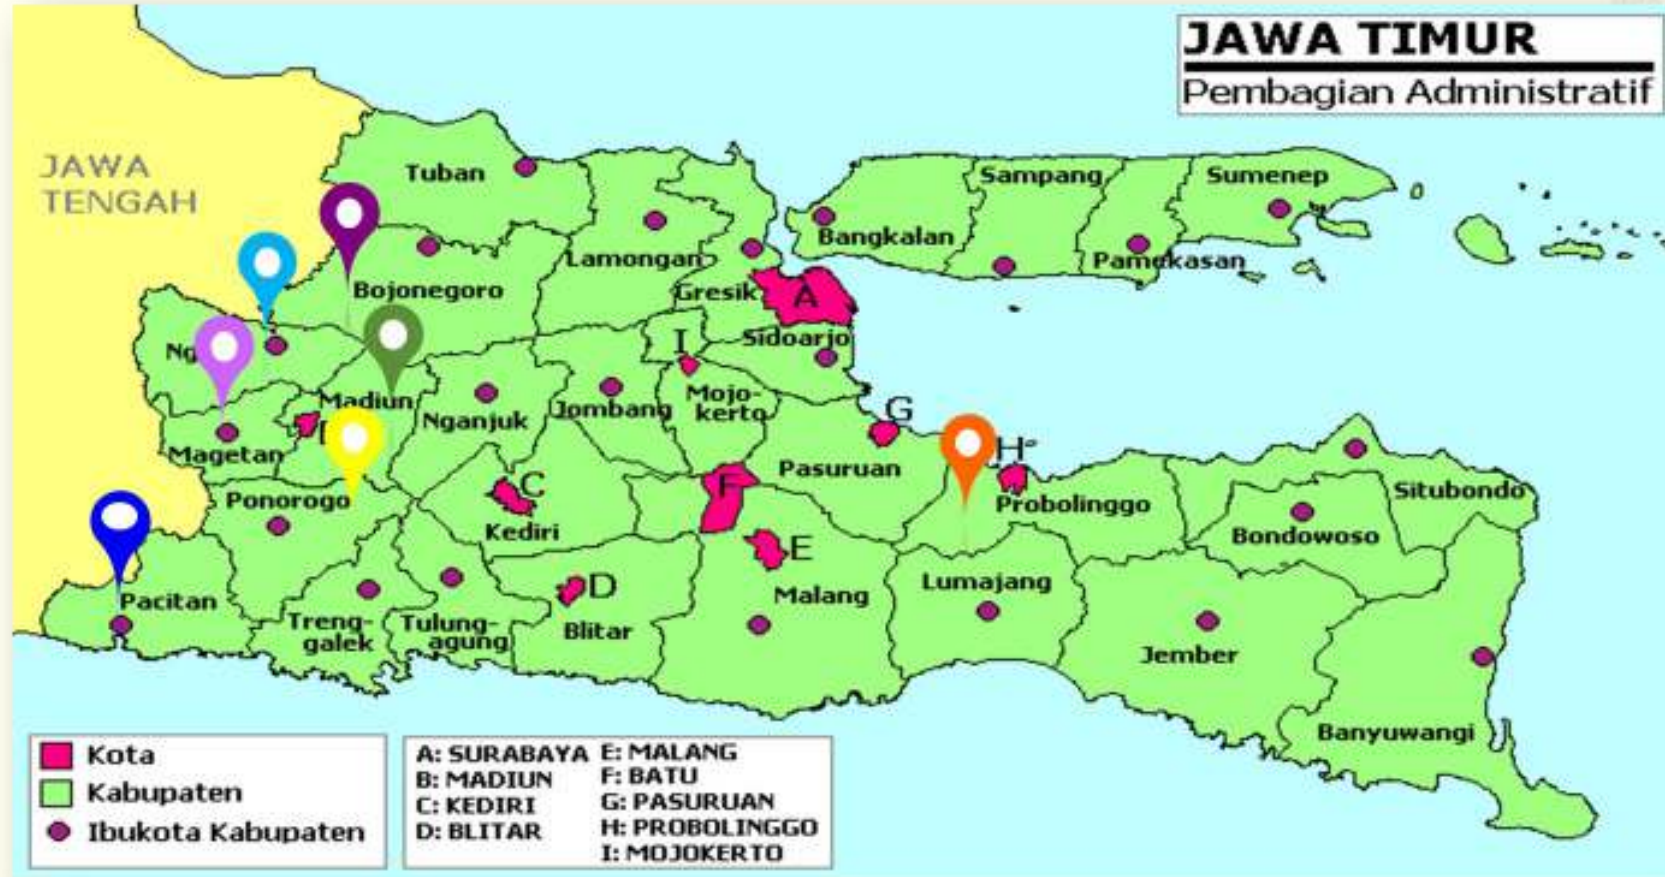 JAWA TIMUR
Pembagian Administratif
JAWA
TENGAH
Tuban
Sampang
Sumenep
Bangkalan
Lamongan
Pamekasan
Bojonegoro
Gresik
A
Sidoarjo
I
Madiun
Nganjuk
Jombang
Mojo-
kerto
G
Magetan
H
Pasuruan
Ponorogo
C
F
Probolinggo
Situbondo
Kediri
Bondowoso
E
Pacitan
D
Malang
Lumajang
Treng-
galek
Tulung-
agung
Blitar
Jember
Banyuwangi
Kota
Kabupaten
Ibukota Kabupaten
A: SURABAYA
B: MADIUN
C: KEDIRI
D: BLITAR
E: MALANG
F: BATU
G: PASURUAN
H: PROBOLINGGO
I: MOJOKERTO